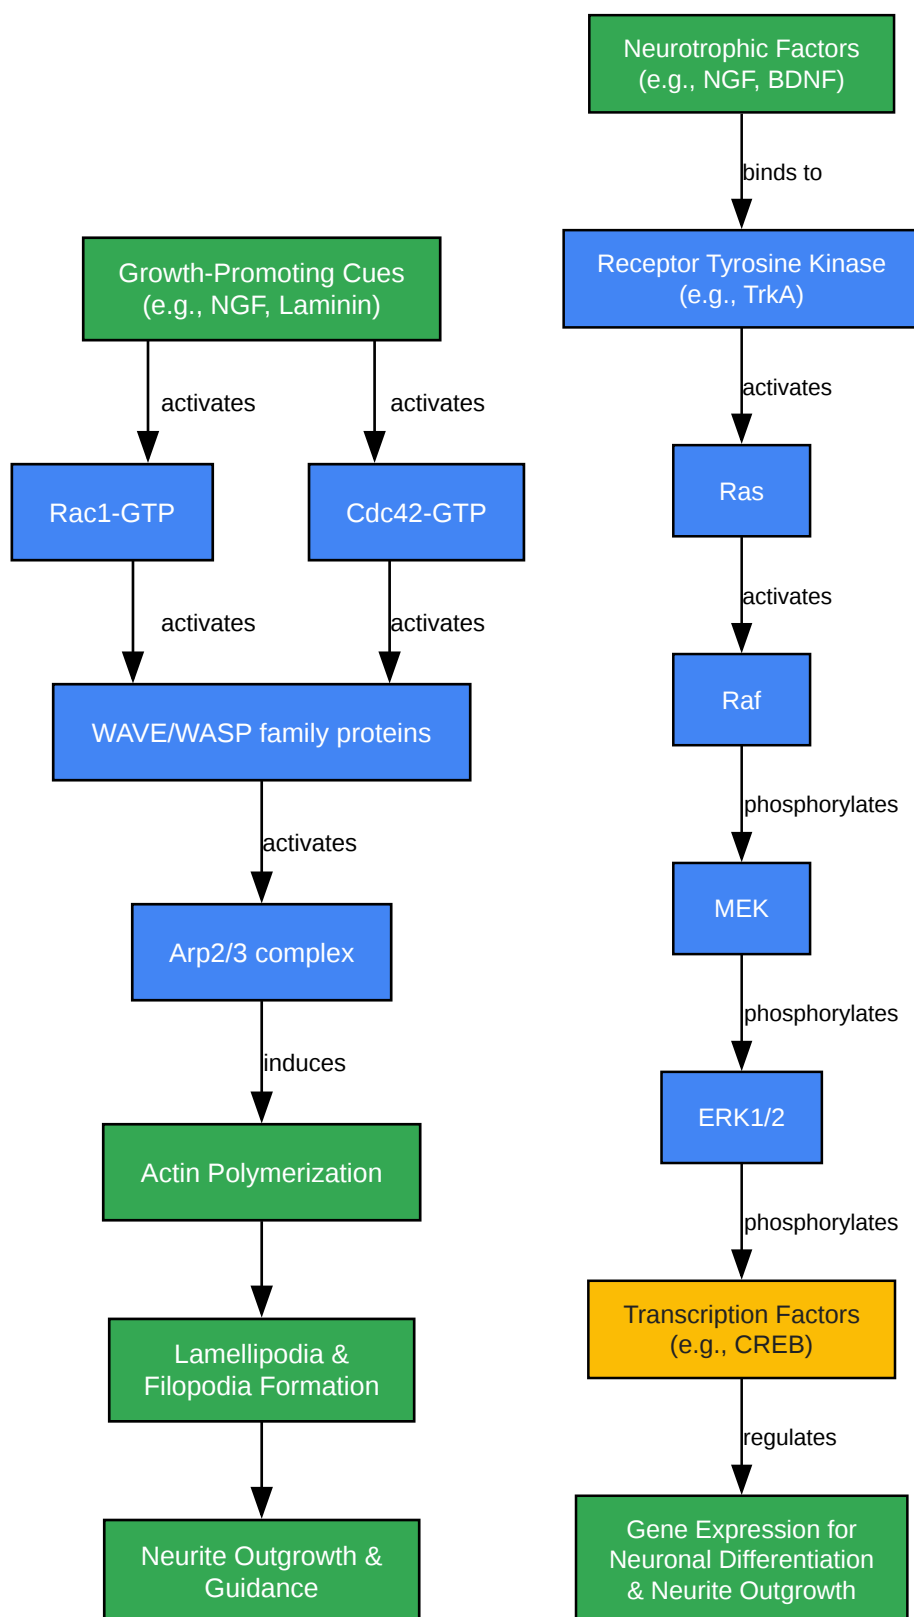 Growth-Promoting Cues
(e.g., NGF, Laminin)
activates
activates
Rac1-GTP
Cdc42-GTP
activates
activates
WAVE/WASP family proteins
activates
Arp2/3 complex
induces
Actin Polymerization
Lamellipodia &
Filopodia Formation
Neurite Outgrowth &
Guidance
Neurotrophic Factors
(e.g., NGF, BDNF)
binds to
Receptor Tyrosine Kinase
(e.g., TrkA)
activates
Ras
activates
Raf
phosphorylates
MEK
phosphorylates
ERK1/2
phosphorylates
Transcription Factors
(e.g., CREB)
regulates
Gene Expression for
Neuronal Differentiation
& Neurite Outgrowth